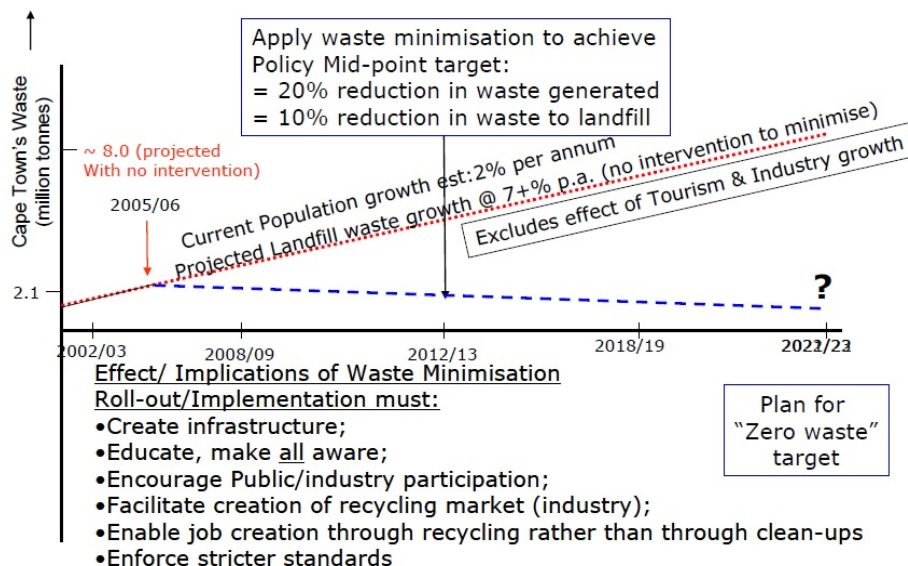 Apply waste minimisation to achieve
Policy Mid-point target:
= 20% reduction in waste generated
= 10% reduction in waste to landfill
Cape Town's Waste
(million tonnes)
~ 8.0 (projected
With no intervention)
2005/06
Current Population growth est:2% per annum
Projected Landfill waste growth @ 7+% p.a. (no intervention to minimise)
Excludes effect of Tourism & Industry growth
2.1
?
2002/03
2008/09
2012/13
2018/19
Effect/ Implications of Waste Minimisation
Roll-out/Implementation must:
•Create infrastructure;
•Educate, make all aware;
•Encourage Public/industry participation;
•Facilitate creation of recycling market (industry);
•Enable job creation through recycling rather than through clean-ups
•Enforce stricter standards
Plan for
“Zero waste”
target